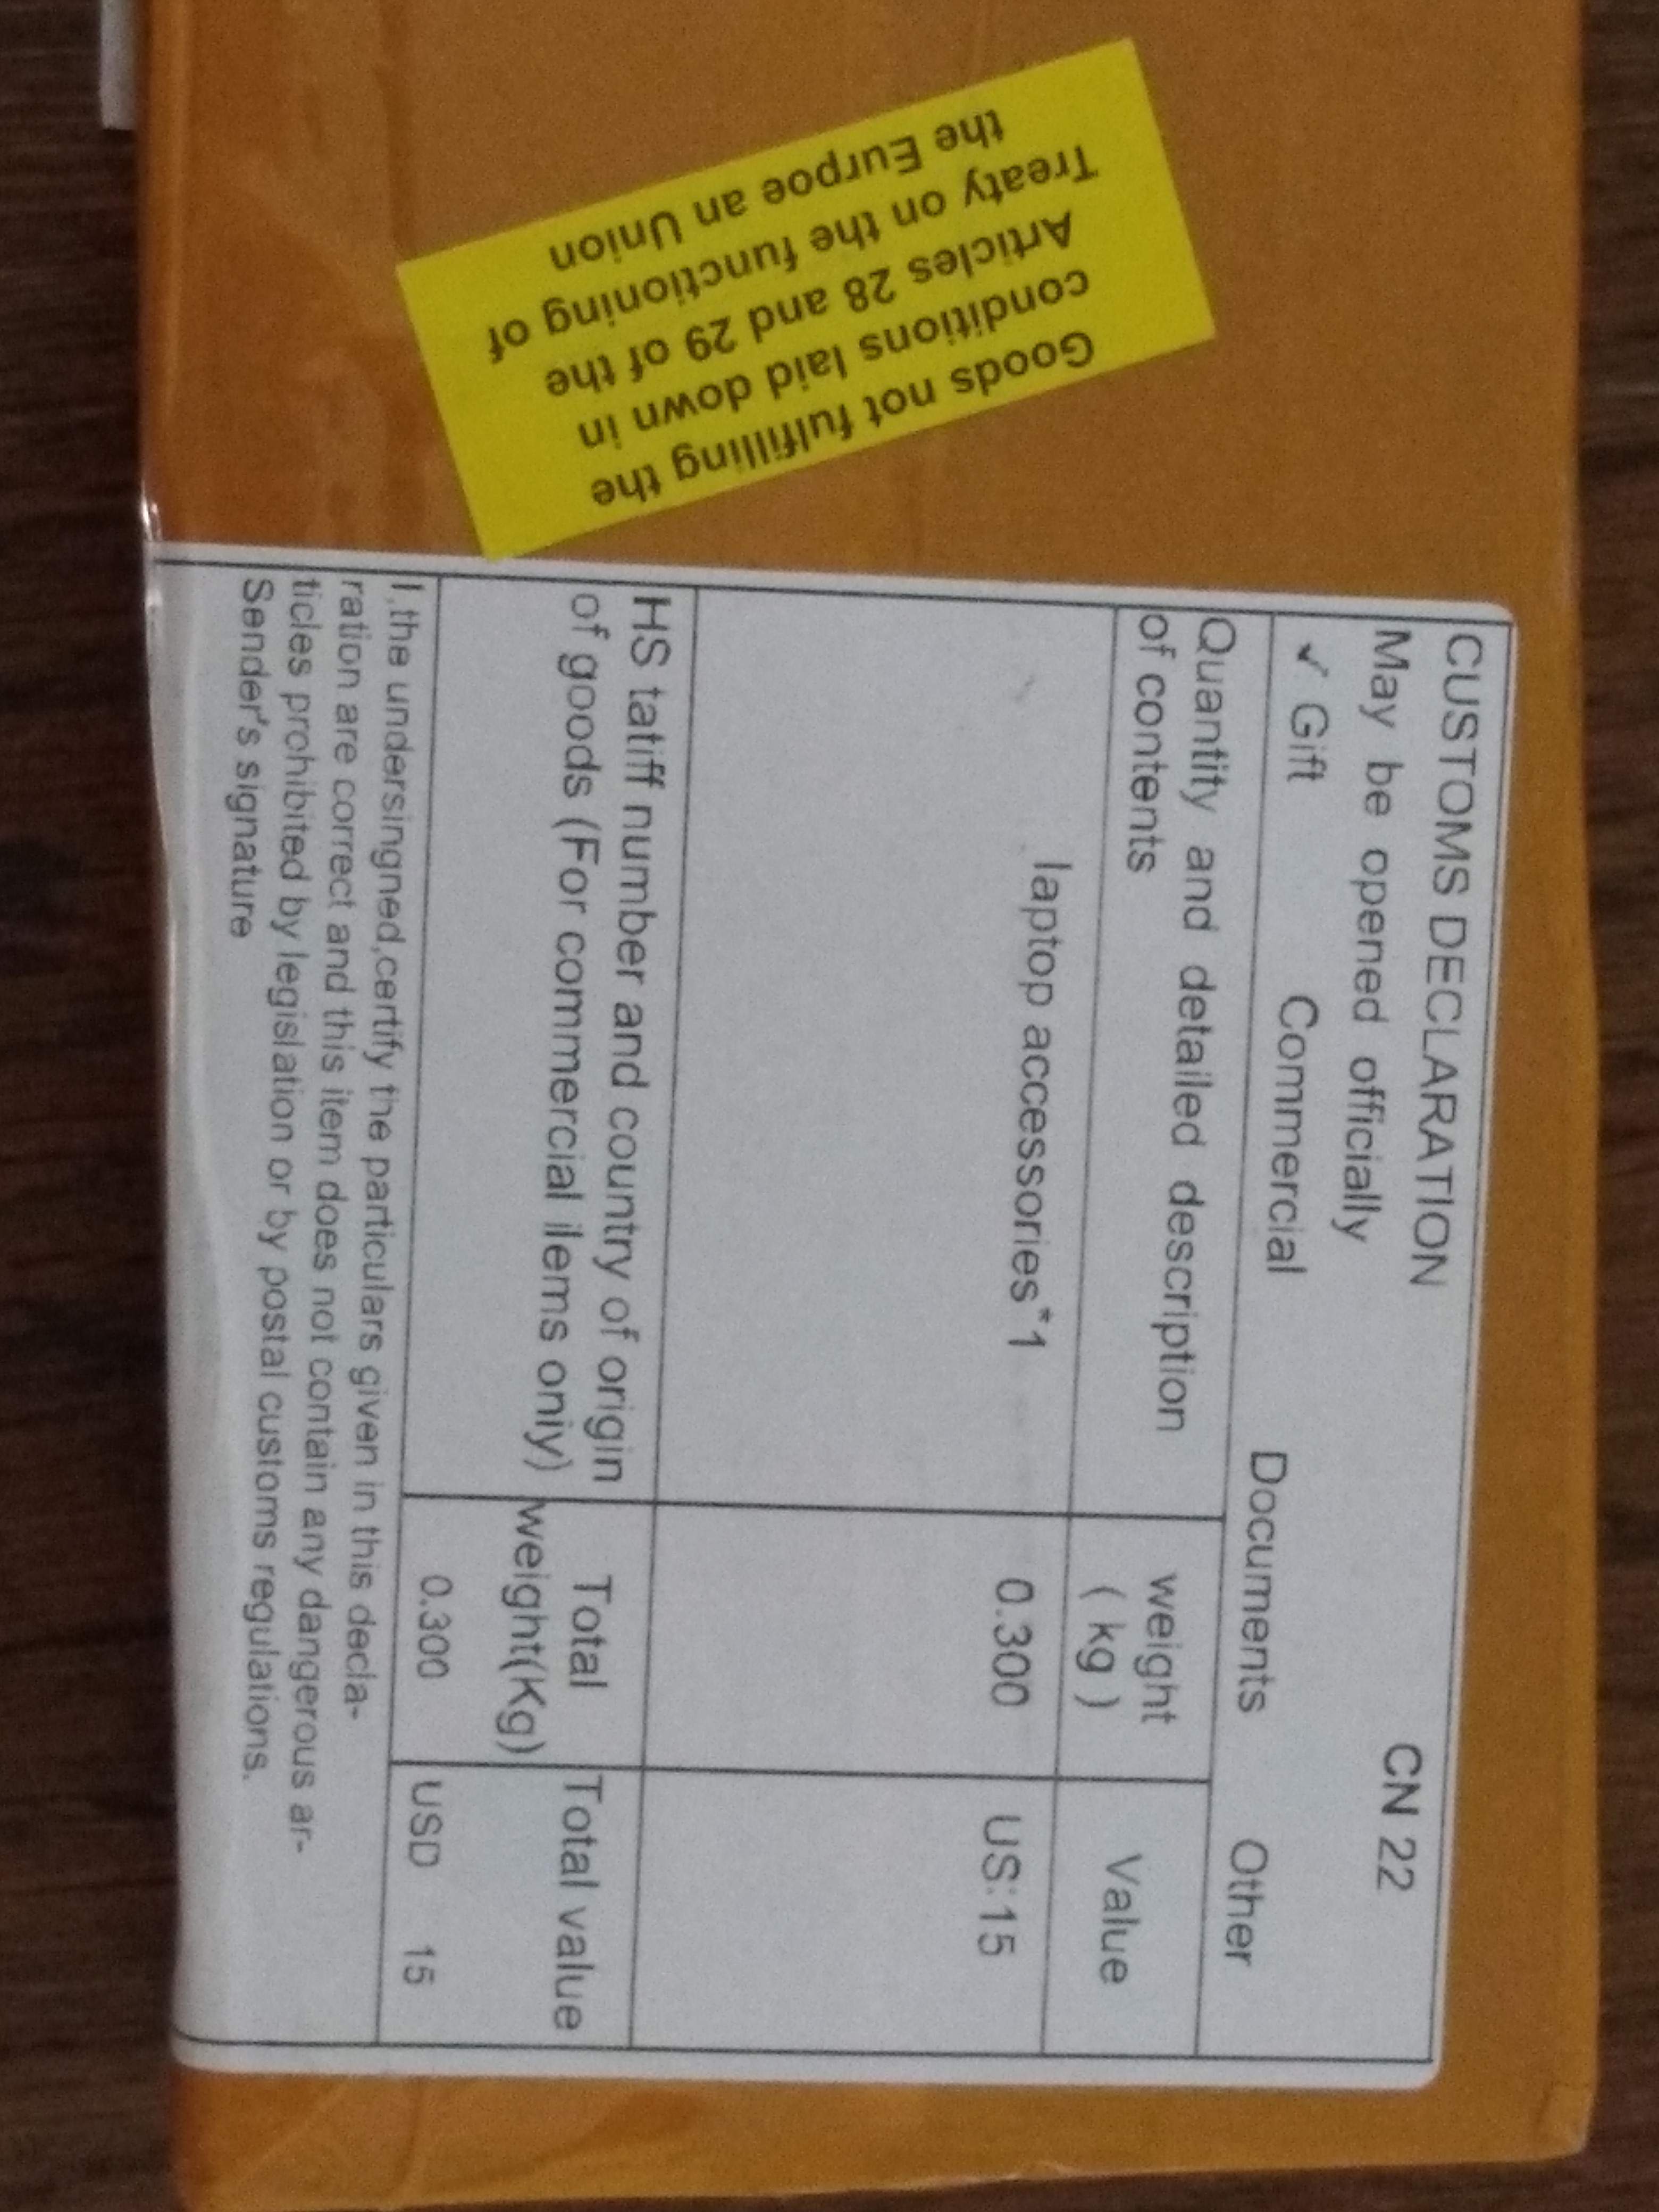 CUSTOMS DECLARATION
May be opened officially
CN 22
✓ Gift Commercial Documents Other
Quantity and detailed description
of contents
weight
( kg )
Value
laptop accessories*1
0.300
US:15
HS tatiff number and country of origin
of goods (For commercial ilems oniy)
Total
weight(Kg)
Total value
0.300
USD 15
I,the undersingned,certify the particulars given in this decla-
ration are correct and this item does not contain any dangerous ar-
ticles prohibited by legislation or by postal customs regulations.
Sender's signature
Goods not fulfilling the
conditions laid down in
Articles 28 and 29 of the
Treaty on the functioning of
the Eurpoe an Union